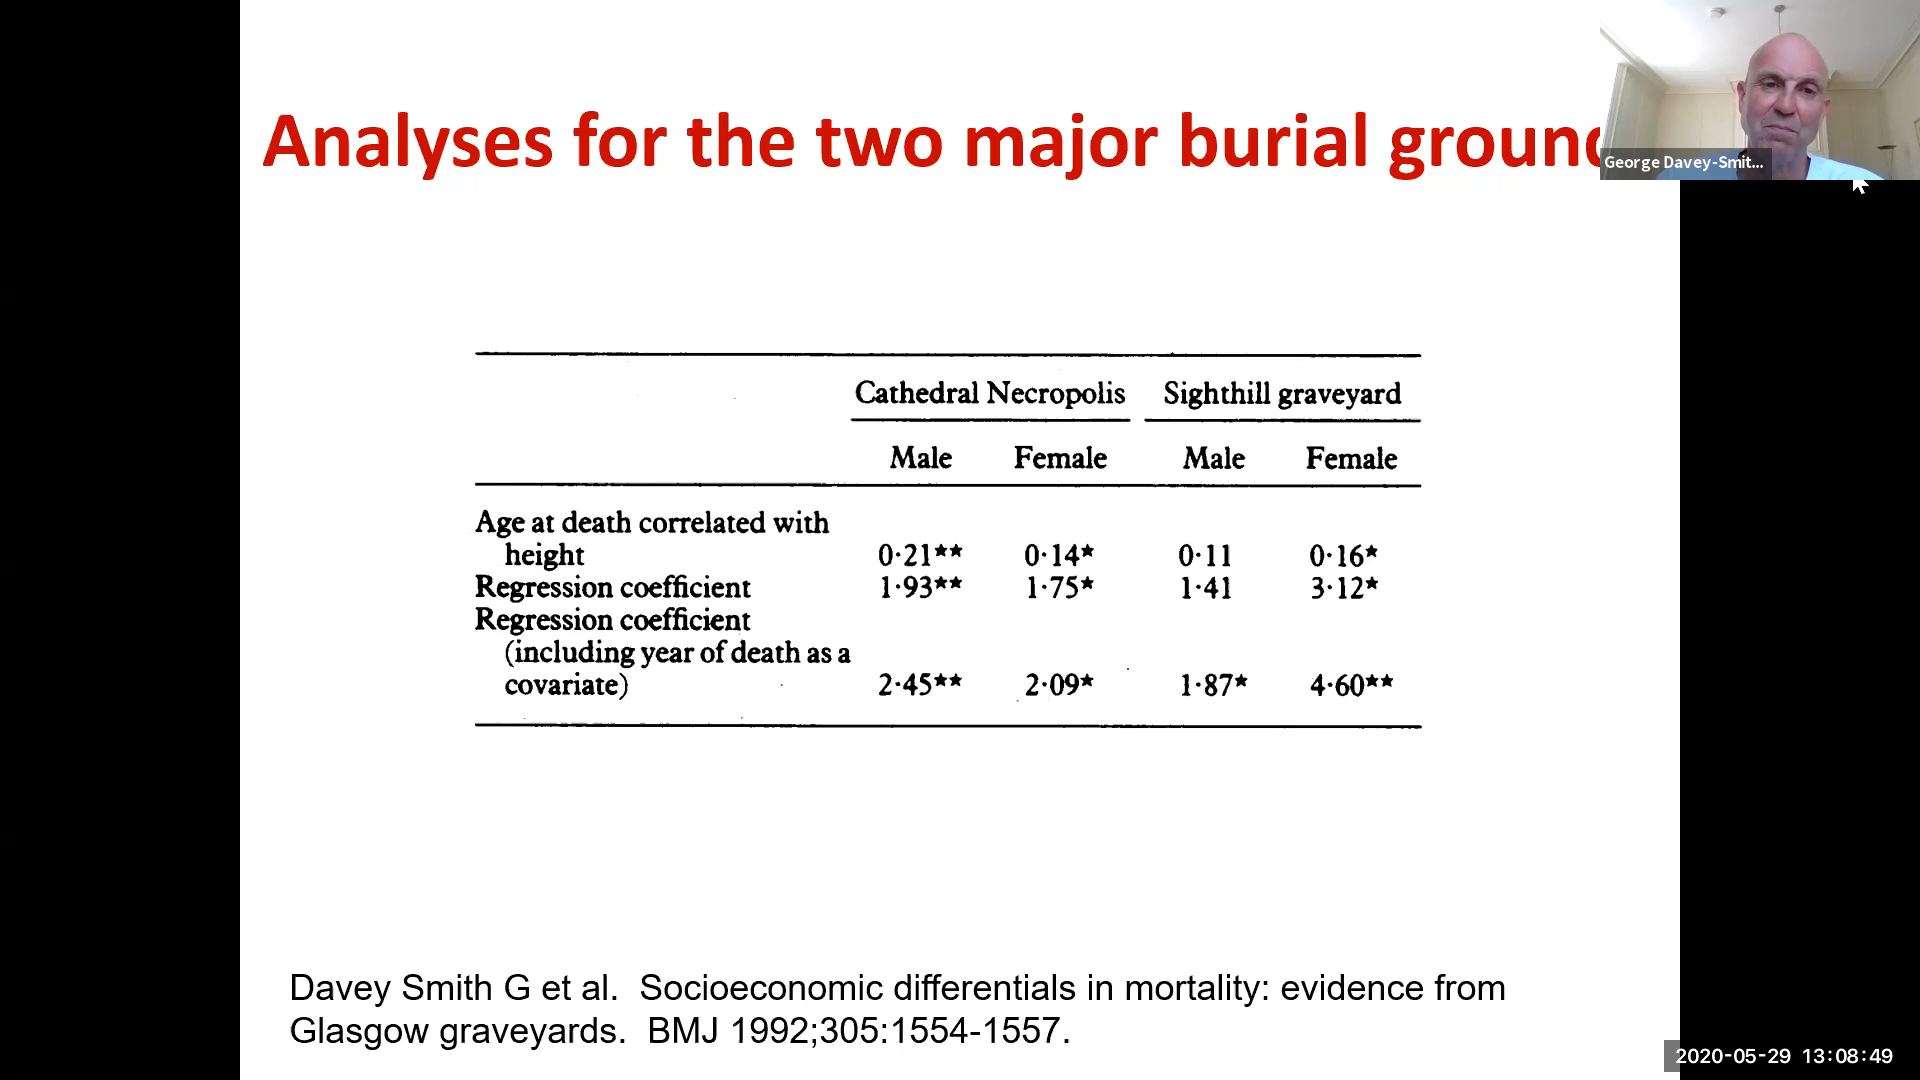 Analyses for the two major burial groun
George Davey-Smit...
Cathedral Necropolis Sighthill graveyard
Male Female Male Female
Age at death correlated with
height 0·21★★ 0·14★ 0·11 0·16★
Regression coefficient 1·93★★ 1·75★ 1·41 3·12★
Regression coefficient
(including year of death as a
covariate) 2·45★★ 2·09★ 1·87★ 4·60★★
Davey Smith G et al. Socioeconomic differentials in mortality: evidence from
Glasgow graveyards. BMJ 1992;305:1554-1557.
2020-05-29 13:08:49